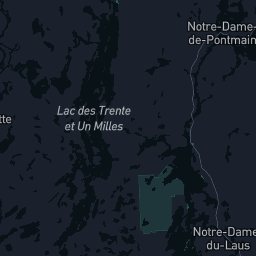 Notre-Dame-
de-Pontmain
Lac des Trente
et Un Milles
tte
Notre-Dame-
du-Laus